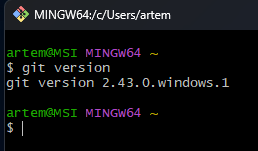 MINGW64:/c/Users/artem
artem@MSI MINGW64 ~
$ git version
git version 2.43.0.windows.1
artem@MSI MINGW64 ~
$